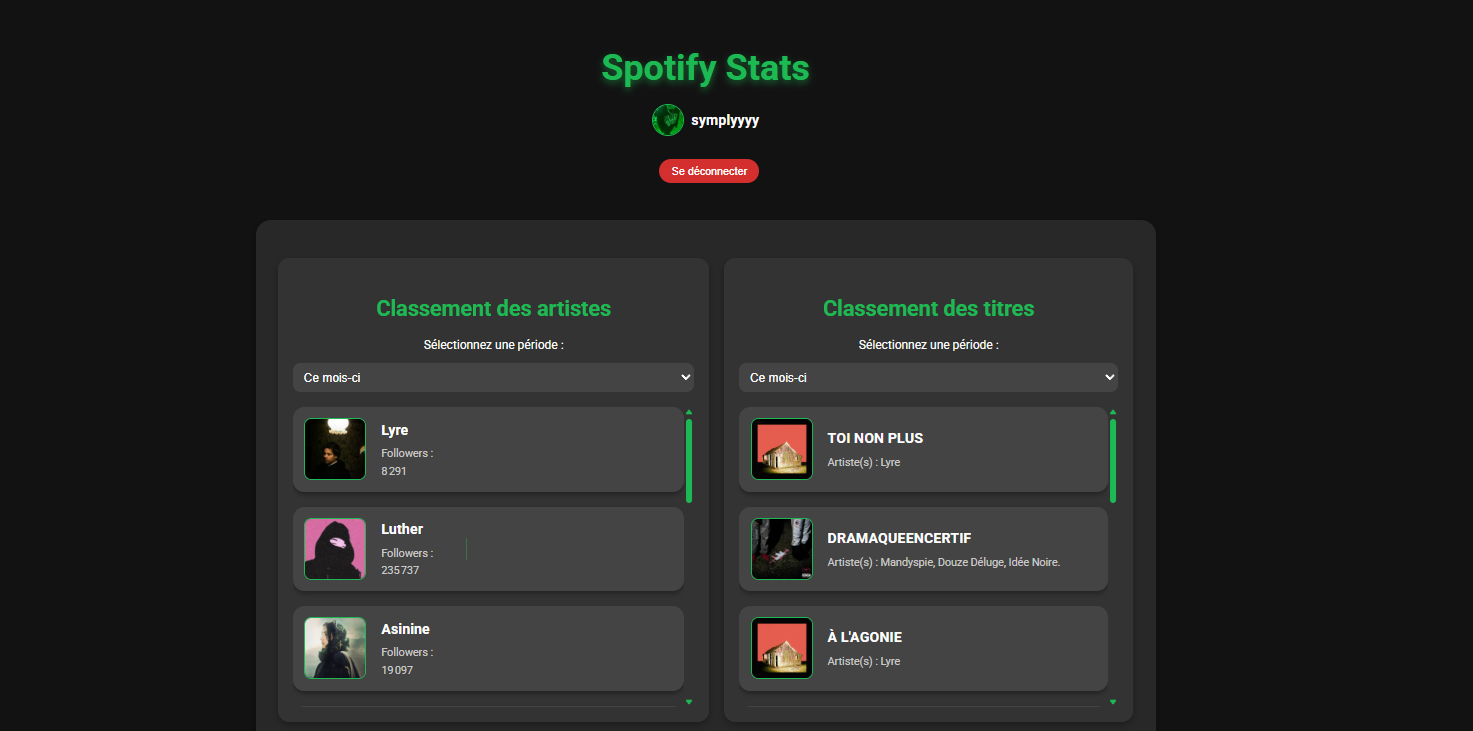 Spotify Stats
symplyyyy
Se déconnecter
Classement des artistes
Sélectionnez une période :
Ce mois-ci
Lyre
Followers :
8 291
Luther
Followers :
235 737
Asinine
Followers :
19 097
Classement des titres
Sélectionnez une période :
Ce mois-ci
TOI NON PLUS
Artiste(s) : Lyre
DRAMAQUEENCERTIF
Artiste(s) : Mandyspie, Douze Déluge, Idée Noire.
À L'AGONIE
Artiste(s) : Lyre